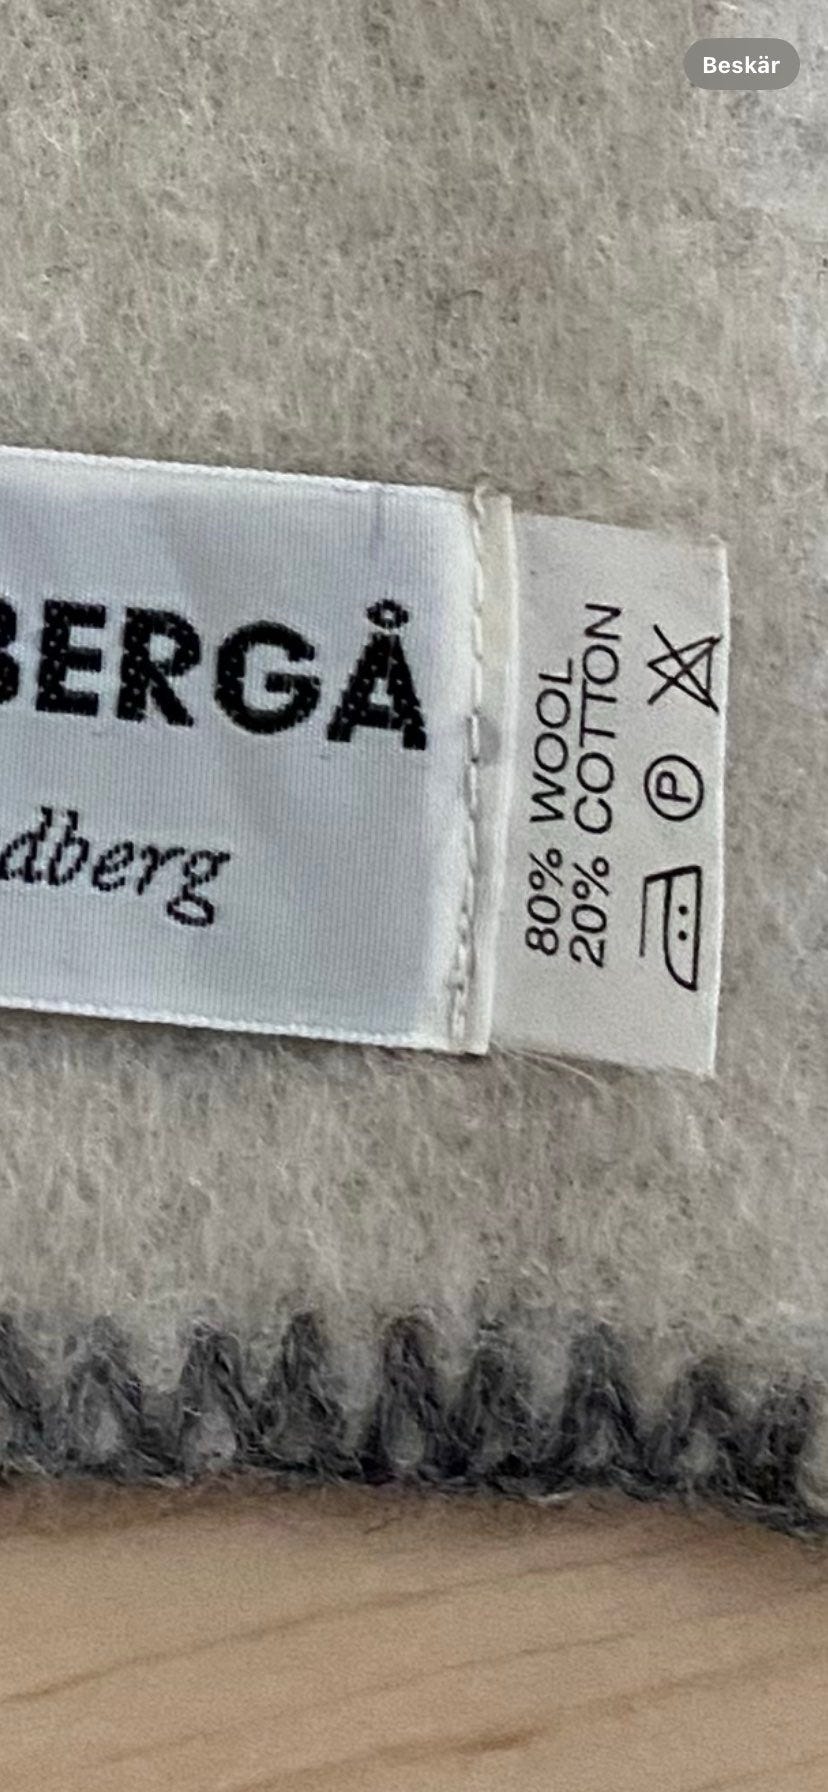 Beskär
BERGÅ
dberg
80% WOOL
20% COTTON
P